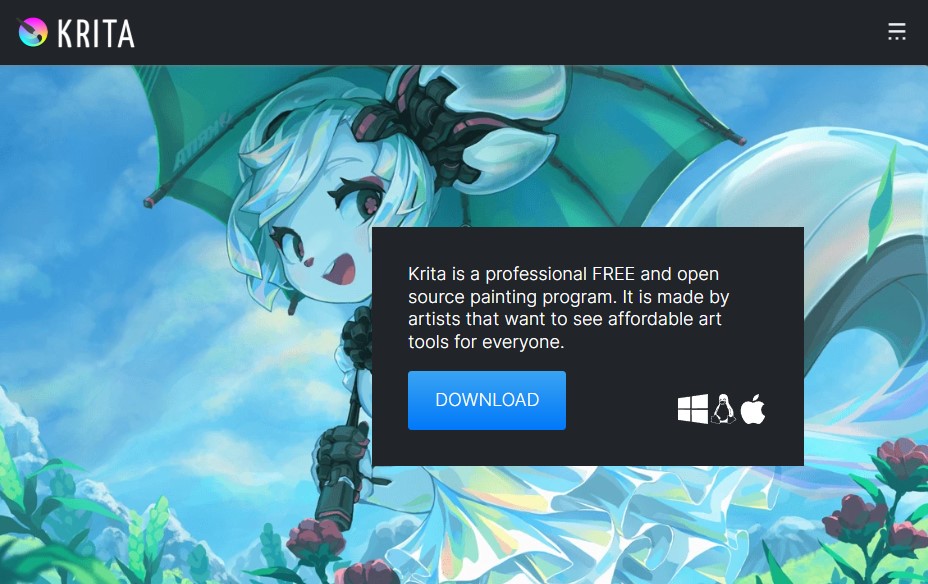 KRITA
Krita is a professional FREE and open
source painting program. It is made by
artists that want to see affordable art
tools for everyone.
DOWNLOAD